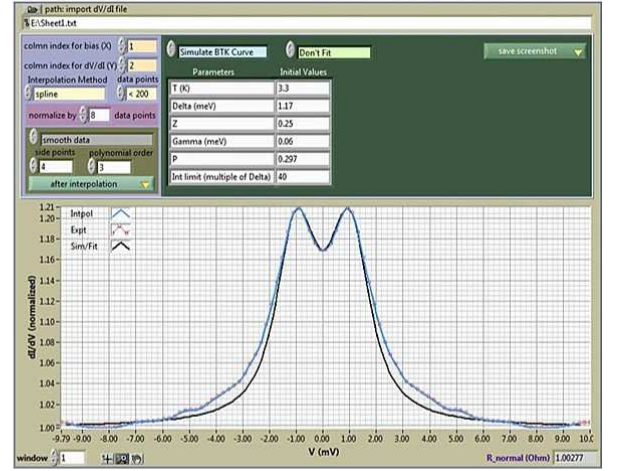 path: import dV/dI file
E:\Sheet1.txt
colmn index for bias (X) 1
colmn index for dV/dI (Y) 2
Interpolation Method data points
spline < 200
normalize by 8 data points
smooth data
side points polynomial order
4 3
after interpolation
Simulate BTK Curve Don't Fit save screenshot
Parameters Initial Values
T (K) 3.3
Delta (meV) 1.17
Z 0.25
Gamma (meV) 0.06
P 0.297
Int limit (multiple of Delta) 40
Intpol
Expt
Sim/Fit
dI/dV (normalized)
1.21
1.20
1.18
1.16
1.14
1.12
1.10
1.08
1.06
1.04
1.02
1.00
-9.79 -9.00 -8.00 -7.00 -6.00 -5.00 -4.00 -3.00 -2.00 -1.00 0.00 1.00 2.00 3.00 4.00 5.00 6.00 7.00 8.00 9.00 10.(
V (mV)
window 1
R_normal (Ohm) 1.00277